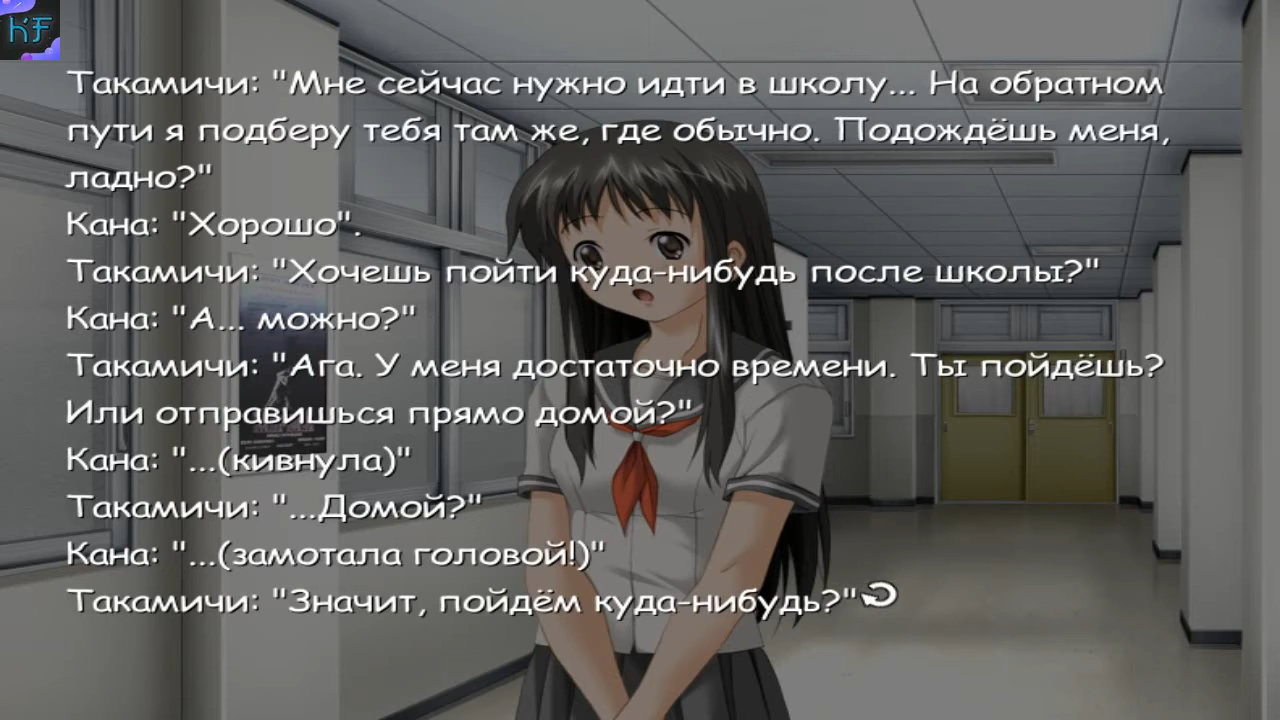 KF
Такамичи: "Мне сейчас нужно идти в школу... На обратном
пути я подберу тебя там же, где обычно. Подождёшь меня,
ладно?"
Кана: "Хорошо".
Такамичи: "Хочешь пойти куда-нибудь после школы?"
Кана: "А... можно?"
Такамичи: "Ага. У меня достаточно времени. Ты пойдёшь?
Или отправишься прямо домой?"
Кана: "...(кивнула)"
Такамичи: "...Домой?"
Кана: "...(замотала головой!)"
Такамичи: "Значит, пойдём куда-нибудь?"